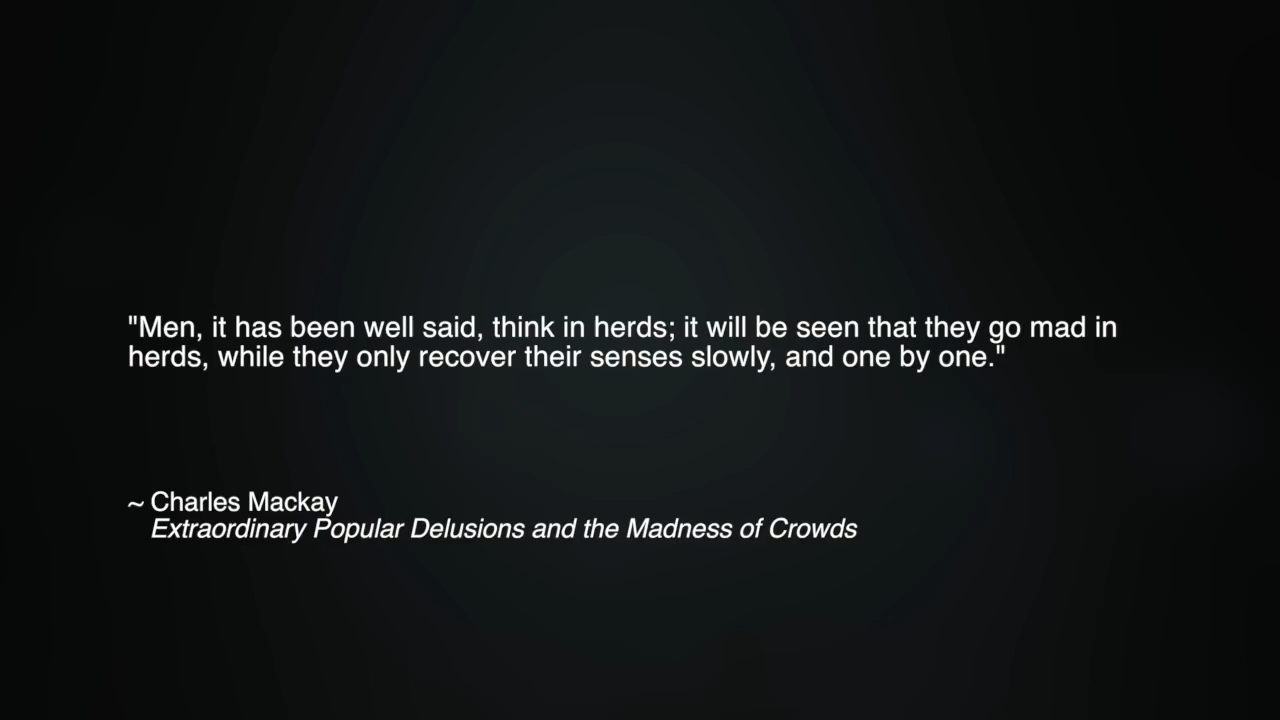 "Men, it has been well said, think in herds; it will be seen that they go mad in
herds, while they only recover their senses slowly, and one by one."
~ Charles Mackay
Extraordinary Popular Delusions and the Madness of Crowds